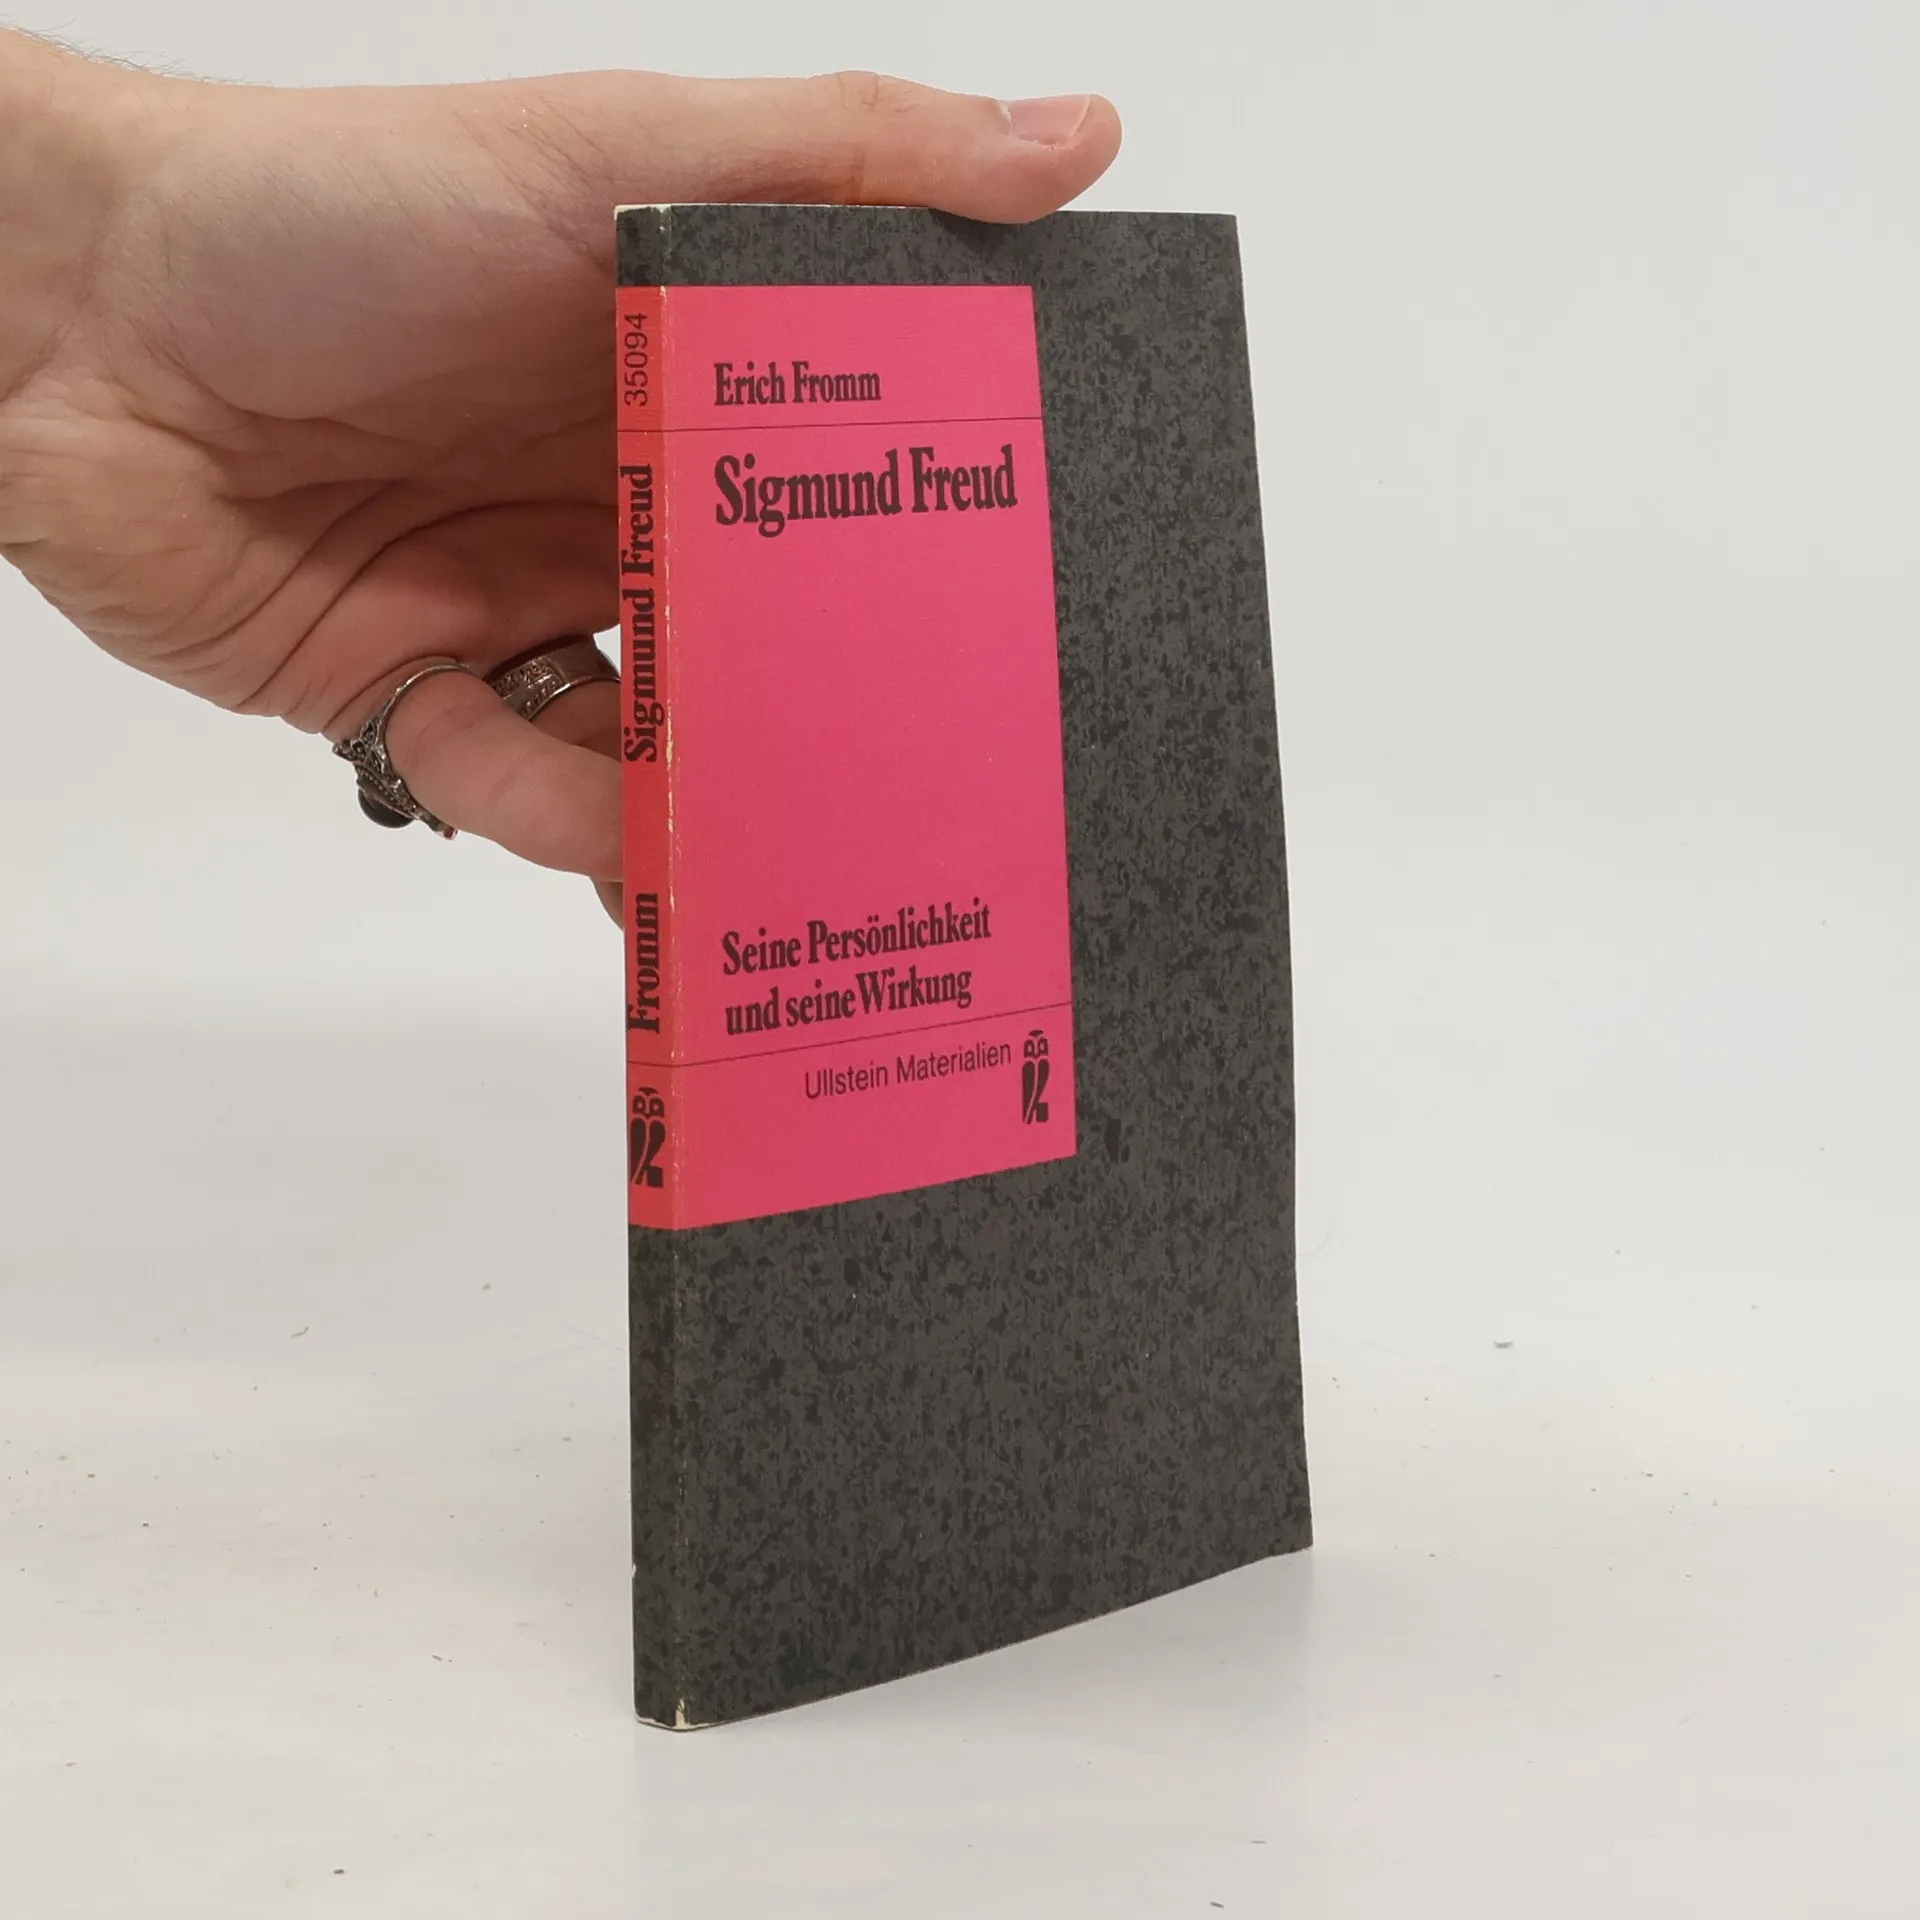 35094
Sigmund Freud
Fromm
Erich Fromm
Sigmund Freud
Seine Persönlichkeit
und seine Wirkung
Ullstein Materialien